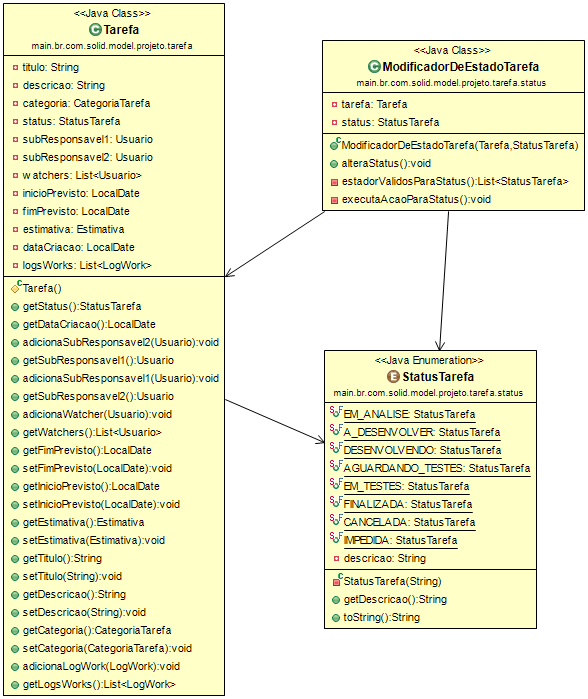 <<Java Class>>
Tarefa
main.br.com.solid.model.projeto.tarefa
titulo: String
descricao: String
categoria: CategoriaTarefa
status: StatusTarefa
subResponsavel1: Usuario
subResponsavel2: Usuario
watchers: List<Usuario>
inicioPrevisto: LocalDate
fimPrevisto: LocalDate
estimativa: Estimativa
dataCriacao: LocalDate
logsWorks: List<LogWork>
Tarefa()
getStatus():StatusTarefa
getDataCriacao():LocalDate
adicionaSubResponsavel2(Usuario):void
getSubResponsavel1():Usuario
adicionaSubResponsavel1(Usuario):void
getSubResponsavel2():Usuario
adicionaWatcher(Usuario):void
getWatchers():List<Usuario>
getFimPrevisto():LocalDate
setFimPrevisto(LocalDate):void
getInicioPrevisto():LocalDate
setInicioPrevisto(LocalDate):void
getEstimativa():Estimativa
setEstimativa(Estimativa):void
getTitulo():String
setTitulo(String):void
getDescricao():String
setDescricao(String):void
getCategoria():CategoriaTarefa
setCategoria(CategoriaTarefa):void
adicionaLogWork(LogWork):void
getLogsWorks():List<LogWork>
<<Java Class>>
ModificadorDeEstadoTarefa
main.br.com.solid.model.projeto.tarefa.status
tarefa: Tarefa
status: StatusTarefa
ModificadorDeEstadoTarefa(Tarefa,StatusTarefa)
alteraStatus():void
estadorValidosParaStatus():List<StatusTarefa>
executaAcaoParaStatus():void
<<Java Enumeration>>
StatusTarefa
main.br.com.solid.model.projeto.tarefa.status
EM_ANALISE: StatusTarefa
A_DESENVOLVER: StatusTarefa
DESENVOLVENDO: StatusTarefa
AGUARDANDO_TESTES: StatusTarefa
EM_TESTES: StatusTarefa
FINALIZADA: StatusTarefa
CANCELADA: StatusTarefa
IMPEDIDA: StatusTarefa
descricao: String
StatusTarefa(String)
getDescricao():String
toString():String